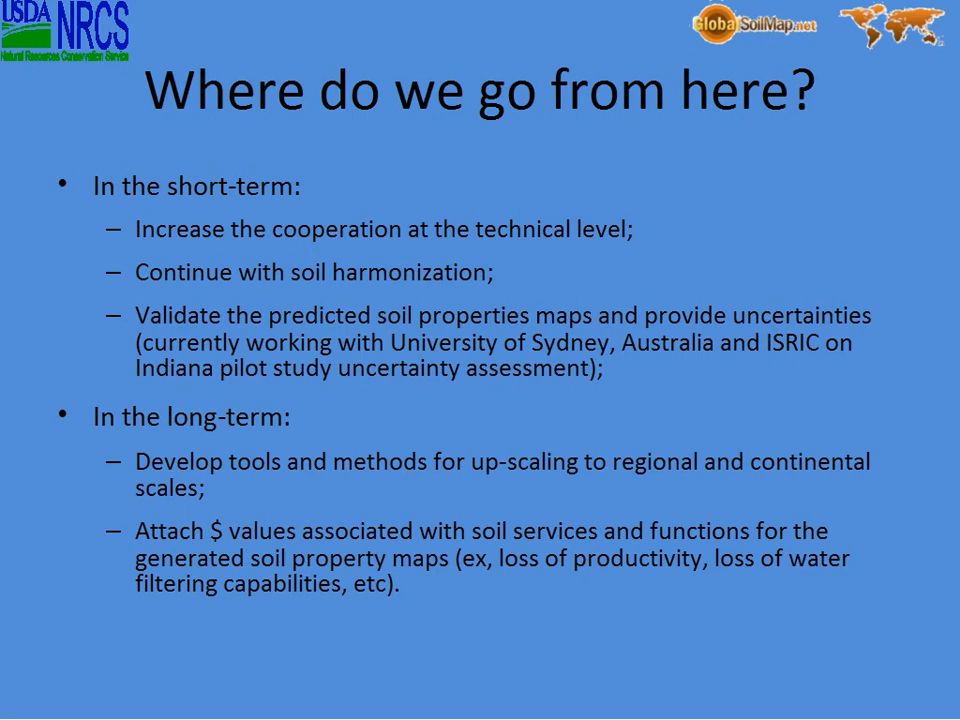 USDA NRCS
Natural Resources Conservation Service
GlobalSoilMap.net
Where do we go from here?
• In the short-term:
– Increase the cooperation at the technical level;
– Continue with soil harmonization;
– Validate the predicted soil properties maps and provide uncertainties
(currently working with University of Sydney, Australia and ISRIC on
Indiana pilot study uncertainty assessment);
• In the long-term:
– Develop tools and methods for up-scaling to regional and continental
scales;
– Attach $ values associated with soil services and functions for the
generated soil property maps (ex, loss of productivity, loss of water
filtering capabilities, etc).